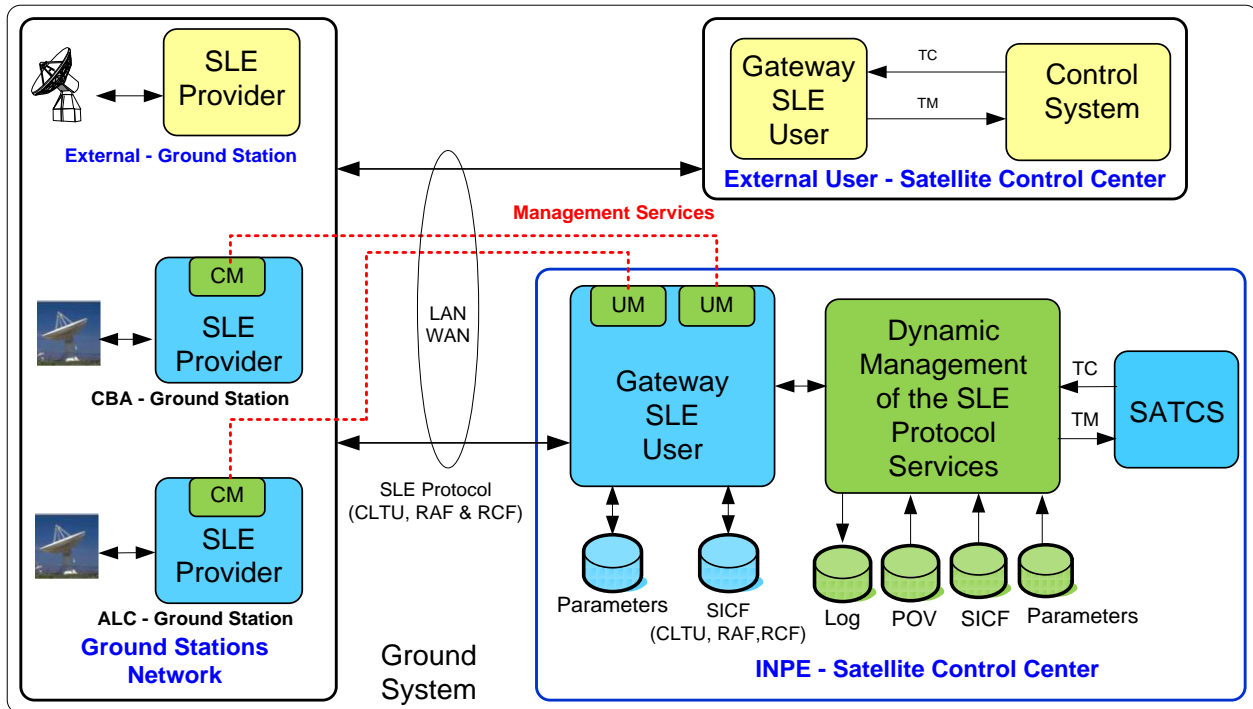 SLE
Provider
External - Ground Station
CM
SLE
Provider
CBA - Ground Station
CM
SLE
Provider
ALC - Ground Station
Ground Stations
Network
Gateway
SLE
User
TC
TM
Control
System
External User - Satellite Control Center
Management Services
LAN
WAN
SLE Protocol
(CLTU, RAF & RCF)
Ground
System
UM
UM
Gateway
SLE
User
Parameters
SICF
(CLTU, RAF,RCF)
Dynamic
Management
of the SLE
Protocol
Services
TC
TM
SATCS
Log
POV
SICF
Parameters
INPE - Satellite Control Center